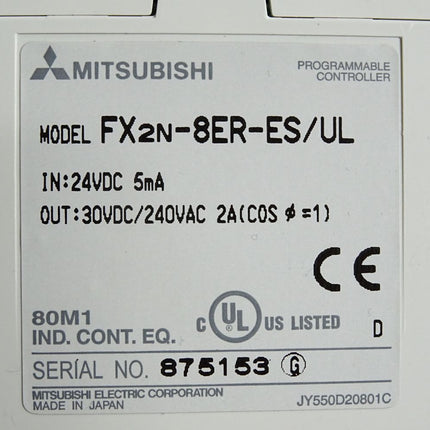 MITSUBISHI
PROGRAMMABLE
CONTROLLER
MODEL FX2N-8ER-ES/UL
IN:24VDC 5mA
OUT:30VDC/240VAC 2A(COS φ=1)
CE
80M1
IND. CONT. EQ.
C UL US LISTED
D
SERIAL NO. 875153 G
MITSUBISHI ELECTRIC CORPORATION
MADE IN JAPAN
JY550D20801C